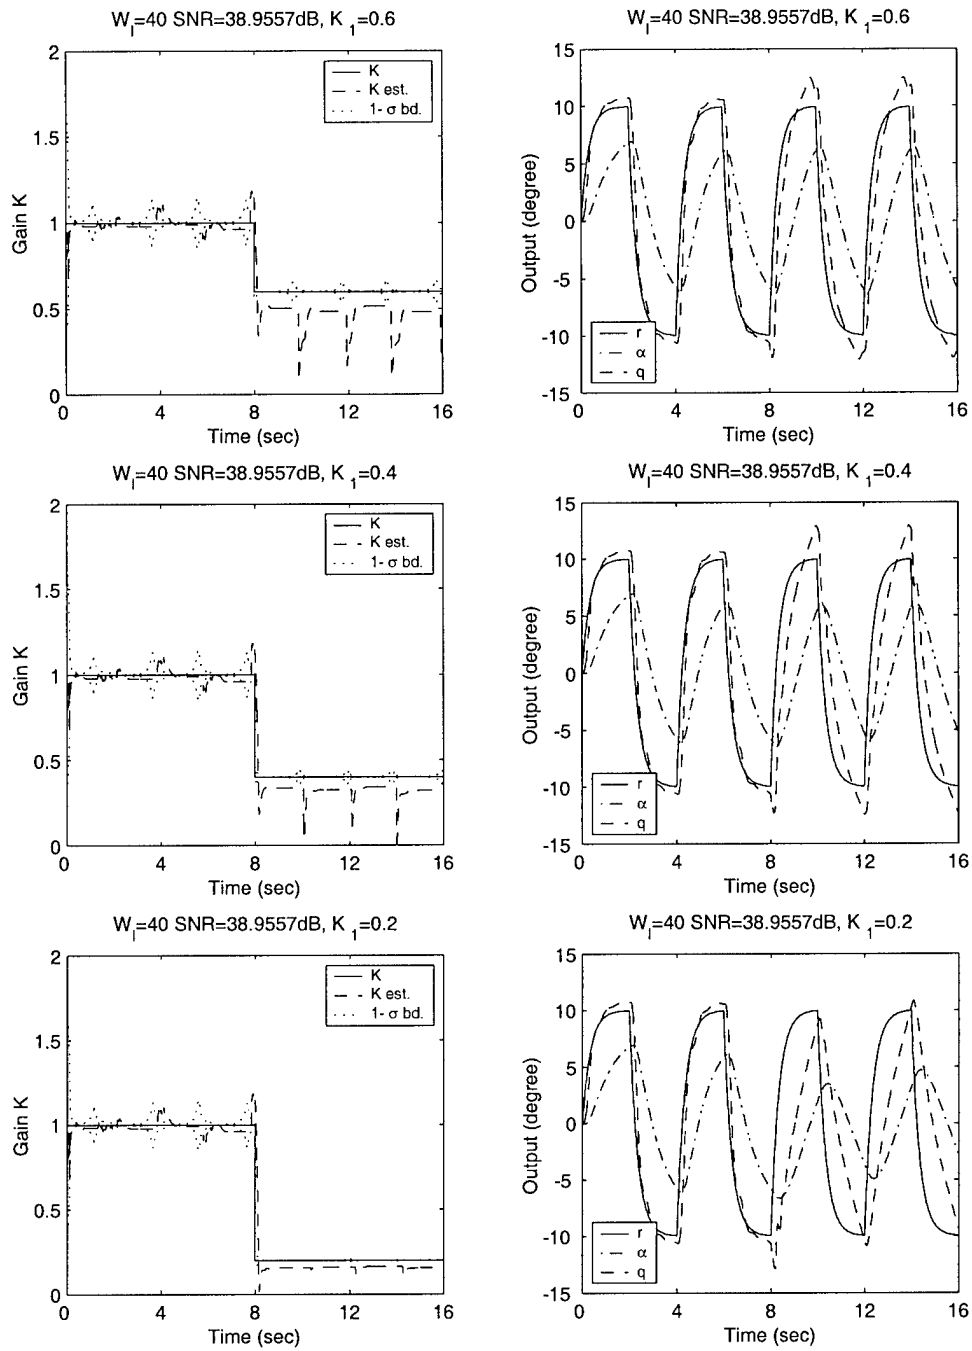 W_l=40 SNR=38.9557dB, K_1=0.6
2
1.5
1
0.5
0
Gain K
K
K est.
1- σ bd.
0 4 8 12 16
Time (sec)
W_l=40 SNR=38.9557dB, K_1=0.6
15
10
5
0
-5
-10
-15
Output (degree)
r
α
q
0 4 8 12 16
Time (sec)
W_l=40 SNR=38.9557dB, K_1=0.4
2
1.5
1
0.5
0
Gain K
K
K est.
1- σ bd.
0 4 8 12 16
Time (sec)
W_l=40 SNR=38.9557dB, K_1=0.4
15
10
5
0
-5
-10
-15
Output (degree)
r
α
q
0 4 8 12 16
Time (sec)
W_l=40 SNR=38.9557dB, K_1=0.2
2
1.5
1
0.5
0
Gain K
K
K est.
1- σ bd.
0 4 8 12 16
Time (sec)
W_l=40 SNR=38.9557dB, K_1=0.2
15
10
5
0
-5
-10
-15
Output (degree)
r
α
q
0 4 8 12 16
Time (sec)